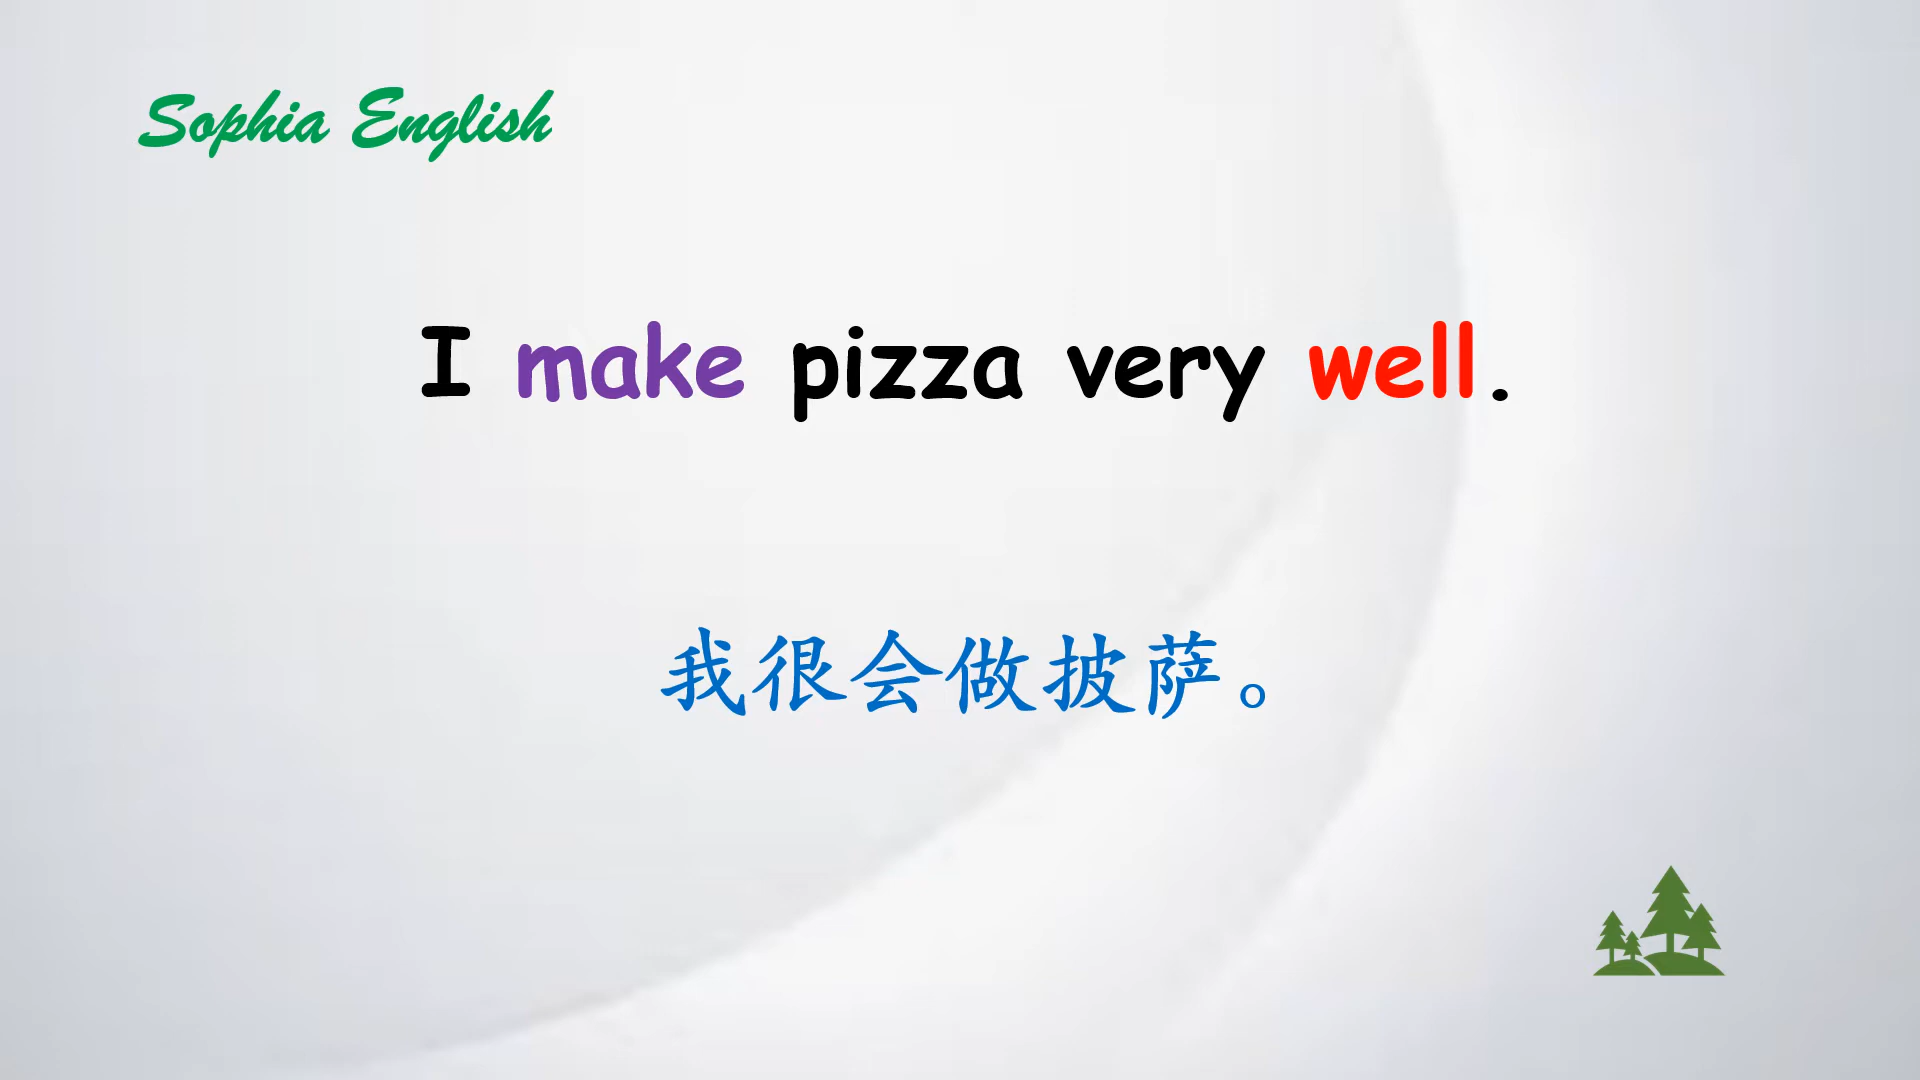 Sophia English
I make pizza very well.
我很会做披萨。